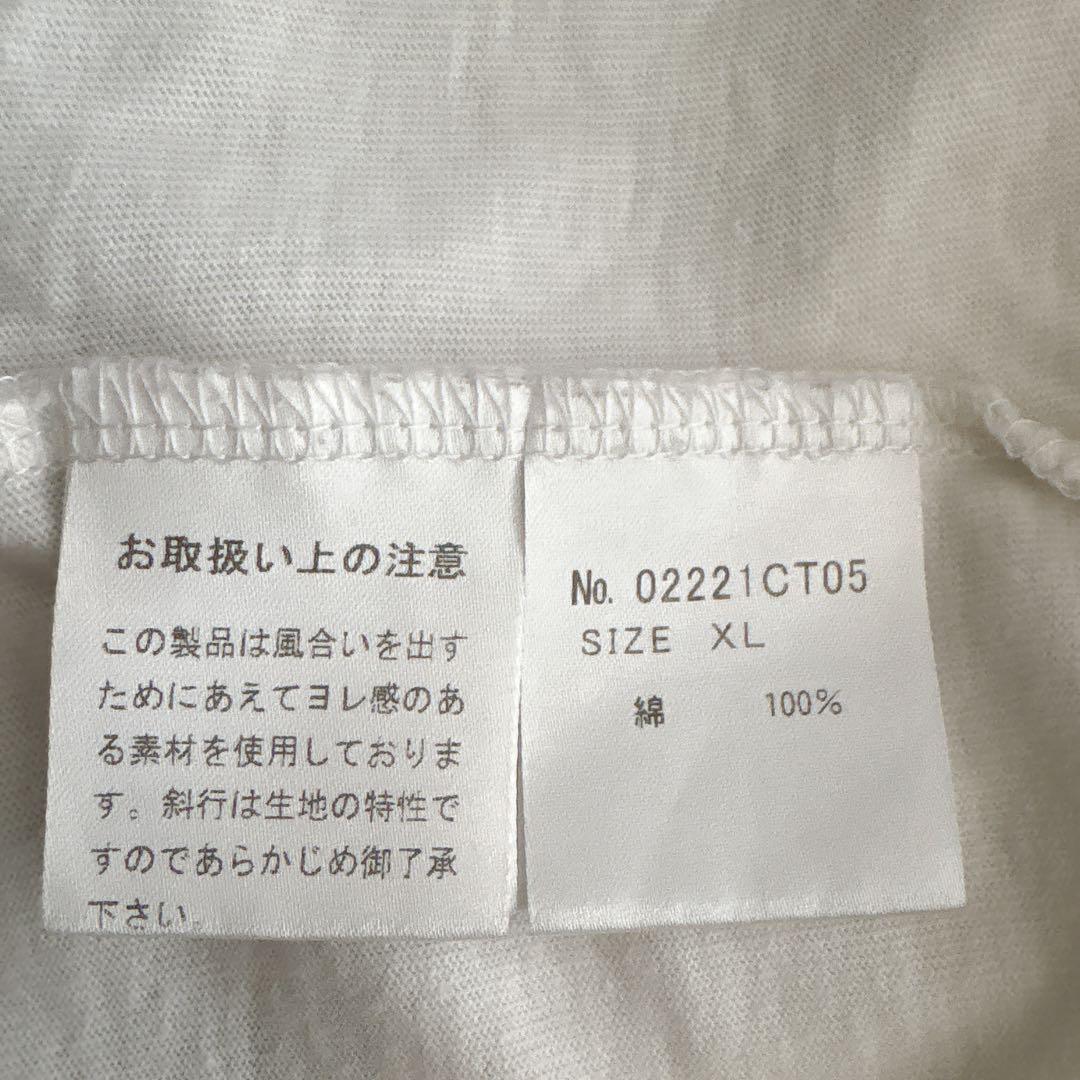 お取扱い上の注意
この製品は風合いを出す
ためにあえてヨレ感のあ
る素材を使用しておりま
す。斜行は生地の特性で
すのであらかじめ御了承
下さい。
No. 02221CT05
SIZE XL
綿 100%